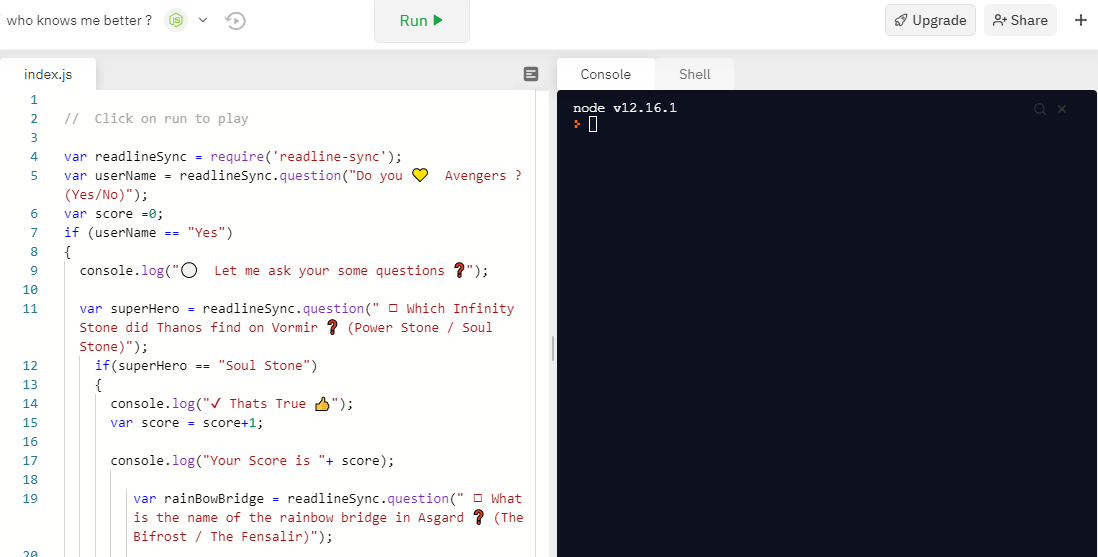 who knows me better ?
Run
Upgrade
Share
index.js
Console
Shell
1
2 //  Click on run to play
3
4 var readlineSync = require('readline-sync');
5 var userName = readlineSync.question("Do you 💛  Avengers ?
(Yes/No)");
6 var score =0;
7 if (userName == "Yes")
8 {
9 console.log("⚪  Let me ask your some questions ❓");
10
11 var superHero = readlineSync.question(" □ Which Infinity
Stone did Thanos find on Vormir ❓ (Power Stone / Soul
Stone)");
12 if(superHero == "Soul Stone")
13 {
14 console.log("✔ Thats True 👍");
15 var score = score+1;
16
17 console.log("Your Score is "+ score);
18
19 var rainBowBridge = readlineSync.question(" □ What
is the name of the rainbow bridge in Asgard ❓ (The
Bifrost / The Fensalir)");
20
node v12.16.1